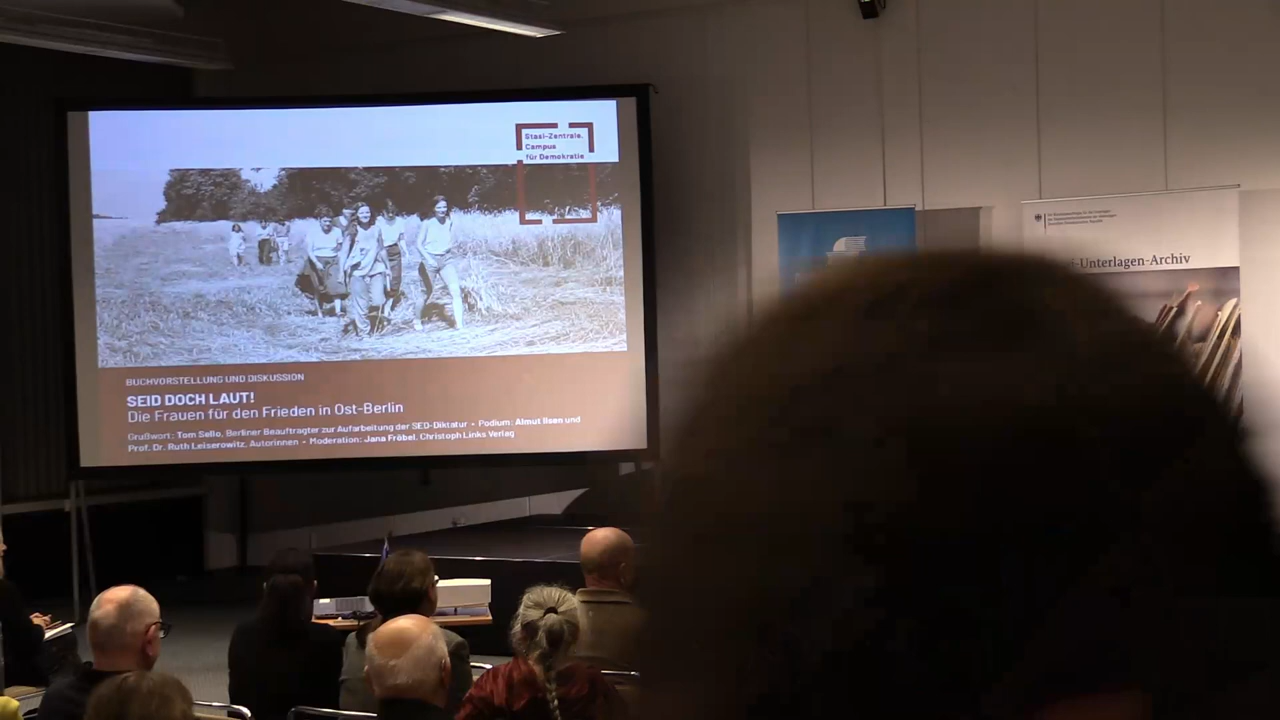 Stasi-Zentrale.
Campus
für Demokratie
BUCHVORSTELLUNG UND DISKUSSION
SEID DOCH LAUT!
Die Frauen für den Frieden in Ost-Berlin
Grußwort: Tom Sello, Berliner Beauftragter zur Aufarbeitung der SED-Diktatur • Podium: Almut Ilsen und
Prof. Dr. Ruth Leiserowitz, Autorinnen • Moderation: Jana Fröbel, Christoph Links Verlag
i-Unterlagen-Archiv